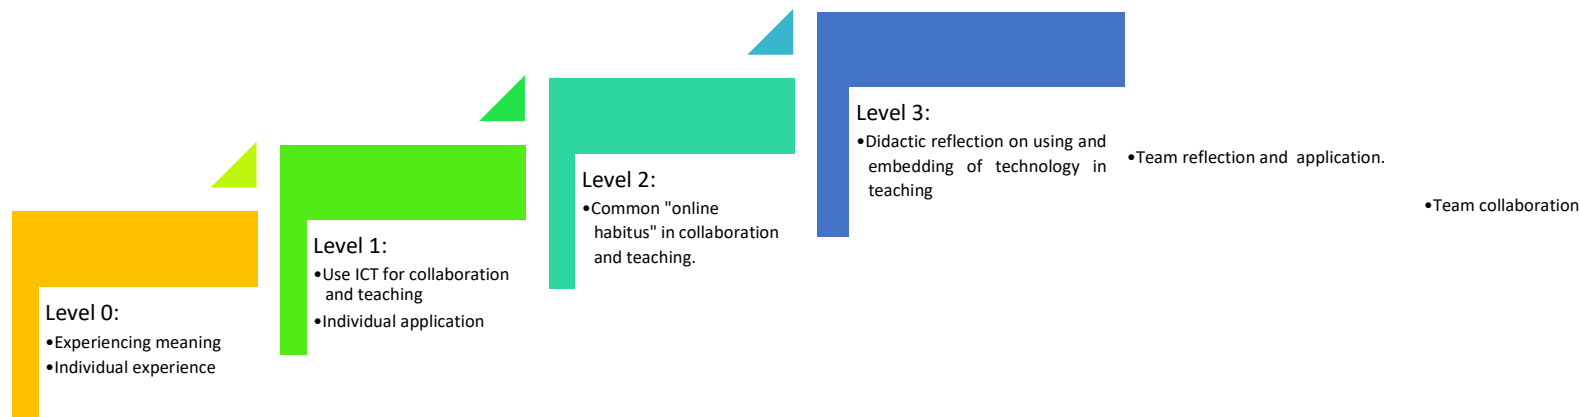 Level 0:
•Experiencing meaning
•Individual experience
Level 1:
•Use ICT for collaboration
and teaching
•Individual application
Level 2:
•Common "online
habitus" in collaboration
and teaching.
Level 3:
•Didactic reflection on using and
embedding of technology in
teaching
•Team reflection and application.
•Team collaboration